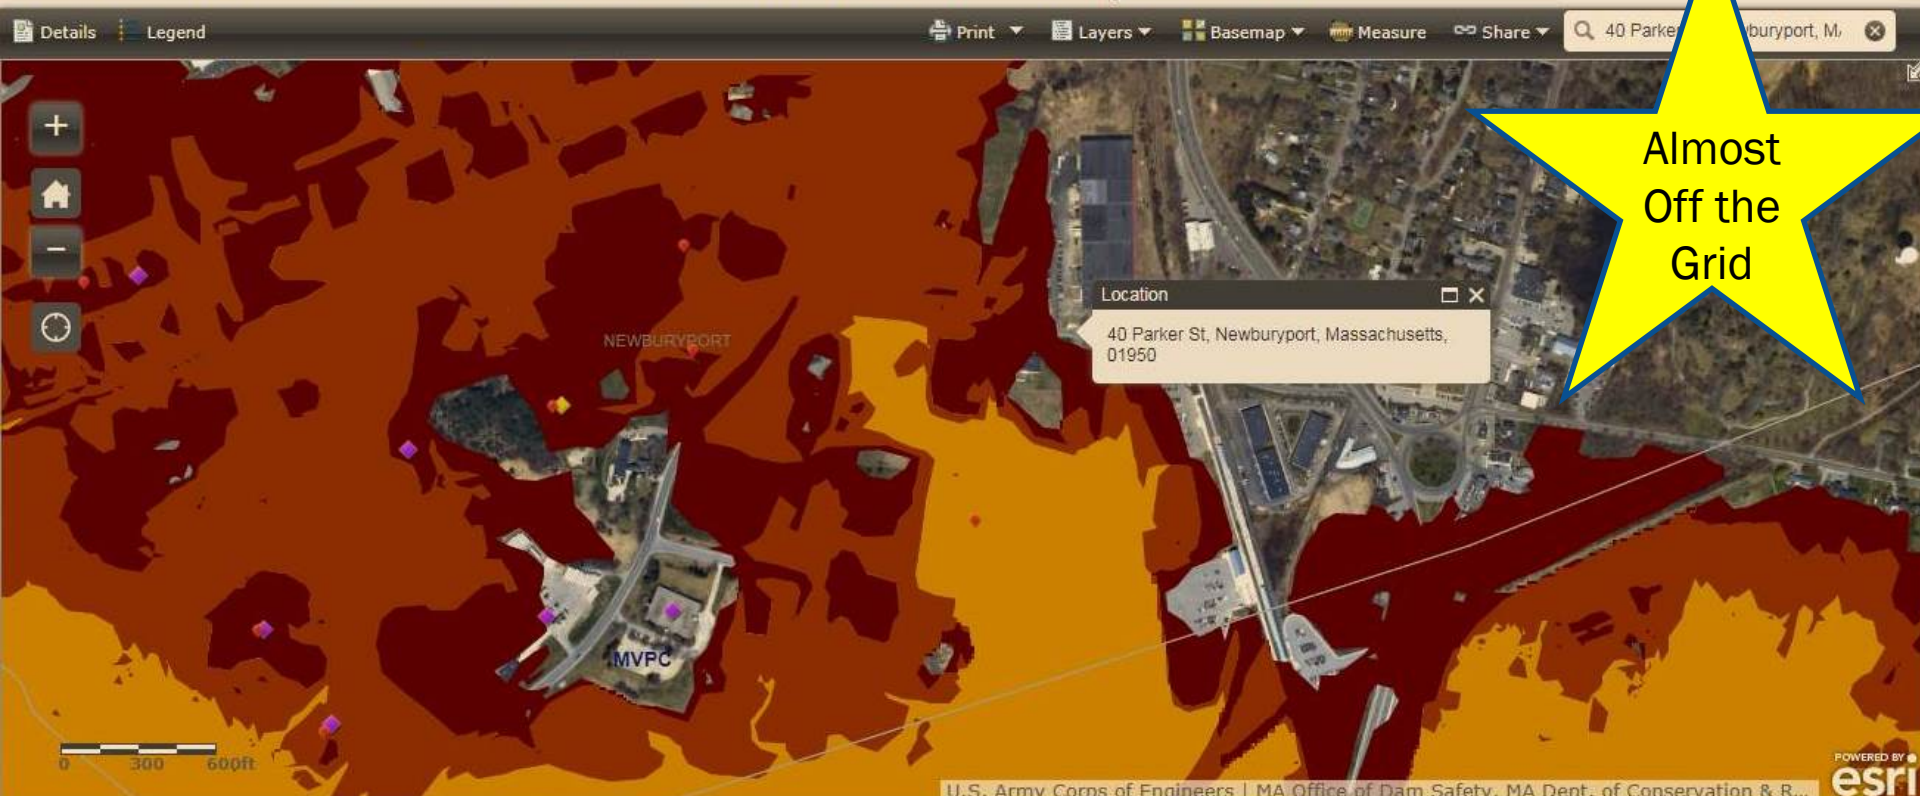 Details Legend Print Layers Basemap Measure Share 40 Parke buryport, M
Almost
Off the
Grid
Location
40 Parker St, Newburyport, Massachusetts,
01950
NEWBURYPORT
MVPC
0 300 600ft
POWERED BY
esri
U.S. Army Corps of Engineers | MA Office of Dam Safety, MA Dept. of Conservation & R...